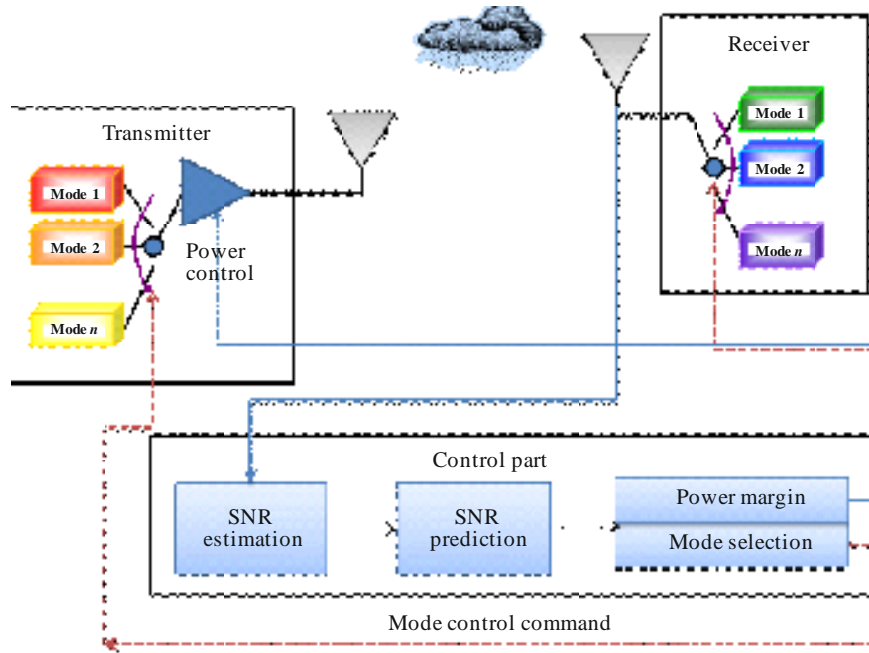 Receiver
Mode 1
Mode 2
Mode n
Transmitter
Mode 1
Mode 2
Mode n
Power
control
Control part
SNR
estimation
SNR
prediction
Power margin
Mode selection
Mode control command